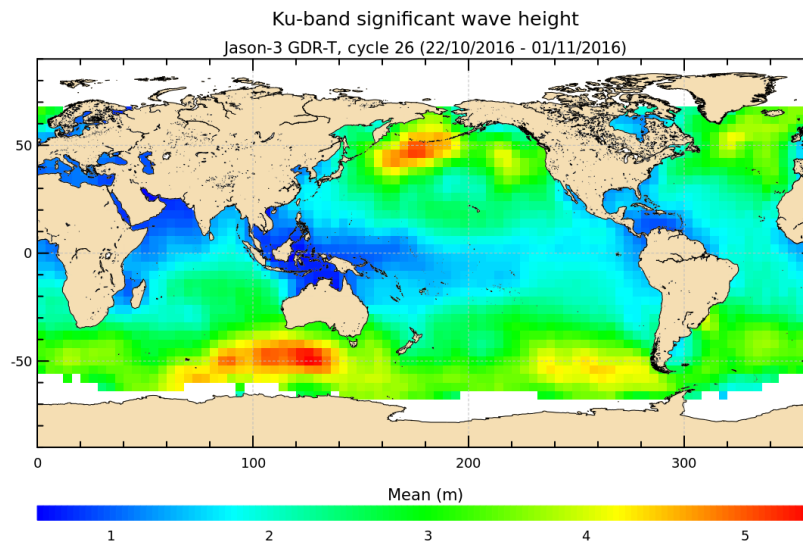 Ku-band significant wave height
Jason-3 GDR-T, cycle 26 (22/10/2016 - 01/11/2016)
50
0
-50
0 100 200 300
Mean (m)
1 2 3 4 5